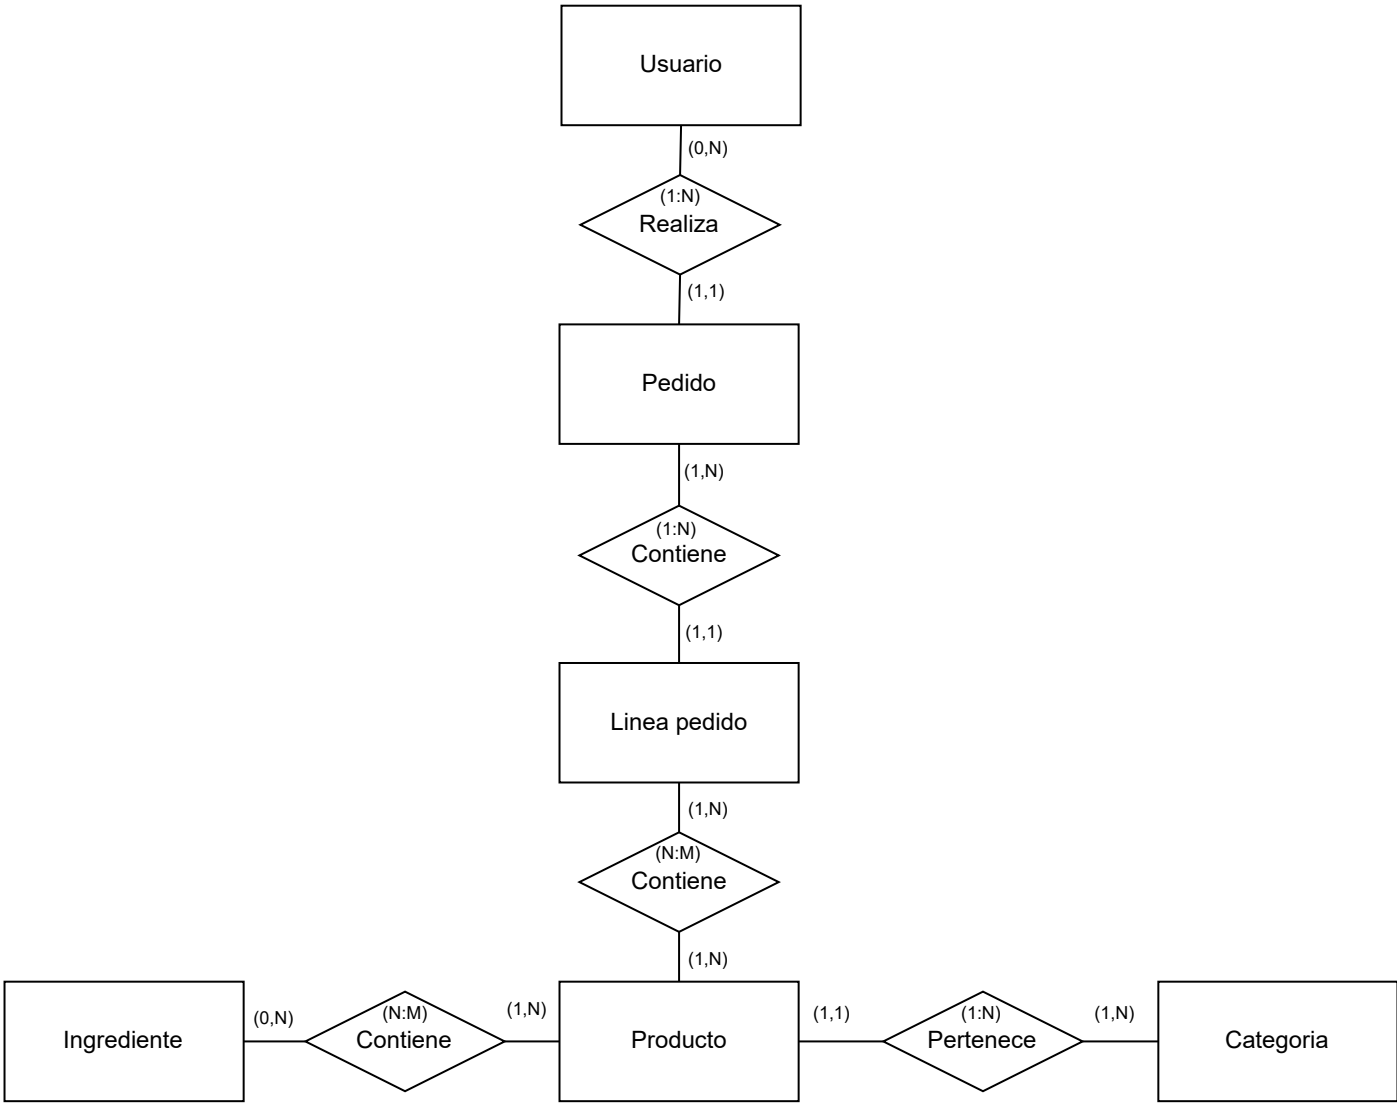 Usuario
(0,N)
(1:N)
Realiza
(1,1)
Pedido
(1,N)
(1:N)
Contiene
(1,1)
Linea pedido
(1,N)
(N:M)
Contiene
(1,N)
Ingrediente
(0,N)
(N:M)
Contiene
(1,N)
Producto
(1,1)
(1:N)
Pertenece
(1,N)
Categoria